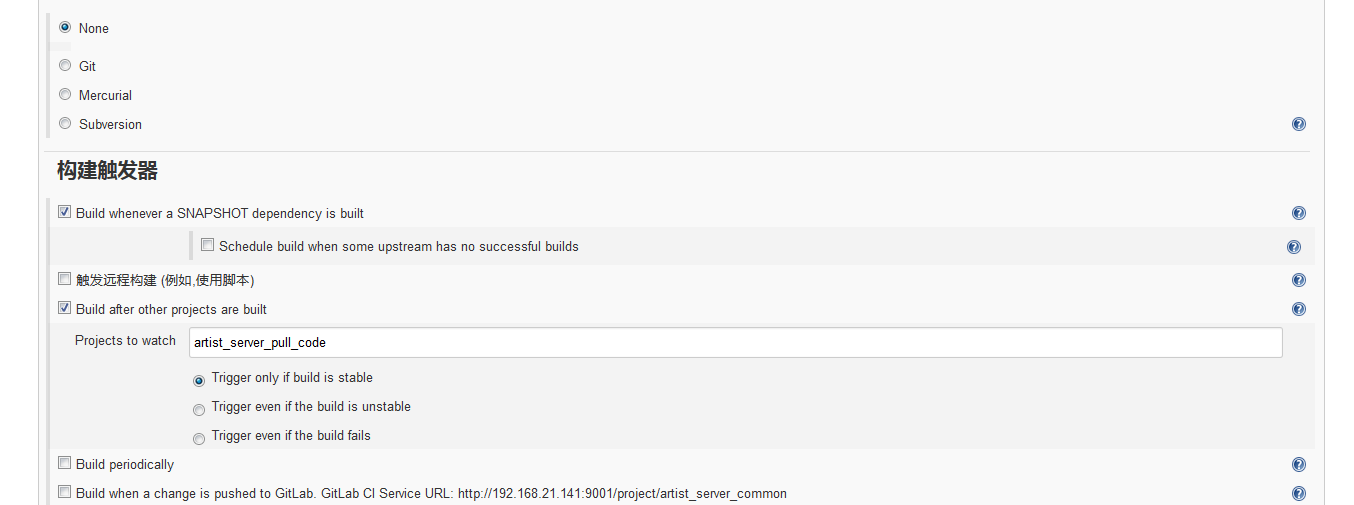 None
Git
Mercurial
Subversion
构建触发器
Build whenever a SNAPSHOT dependency is built
Schedule build when some upstream has no successful builds
触发远程构建 (例如,使用脚本)
Build after other projects are built
Projects to watch artist_server_pull_code
Trigger only if build is stable
Trigger even if the build is unstable
Trigger even if the build fails
Build periodically
Build when a change is pushed to GitLab. GitLab CI Service URL: http://192.168.21.141:9001/project/artist_server_common